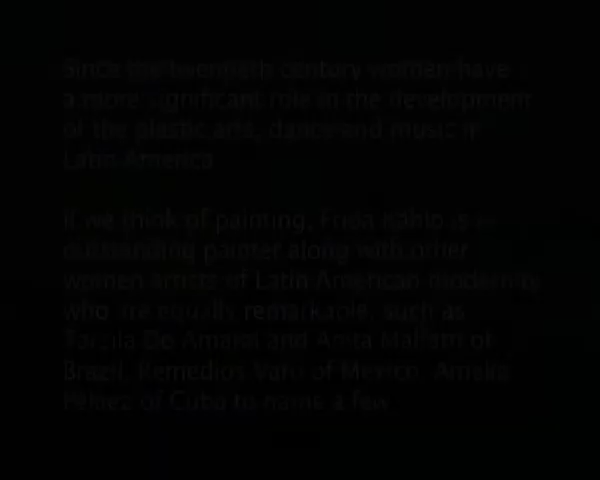 Since the twentieth century women have
a more significant role in the development
of the plastic arts, dance and music in
Latin America.
If we think of painting, Frida Kahlo is
outstanding painter along with other
women artists of Latin American modernity
who are equally remarkable, such as
Tarsila Do Amaral and Anita Malfatti of
Brazil, Remedios Varo of Mexico, Amelia
Peláez of Cuba to name a few